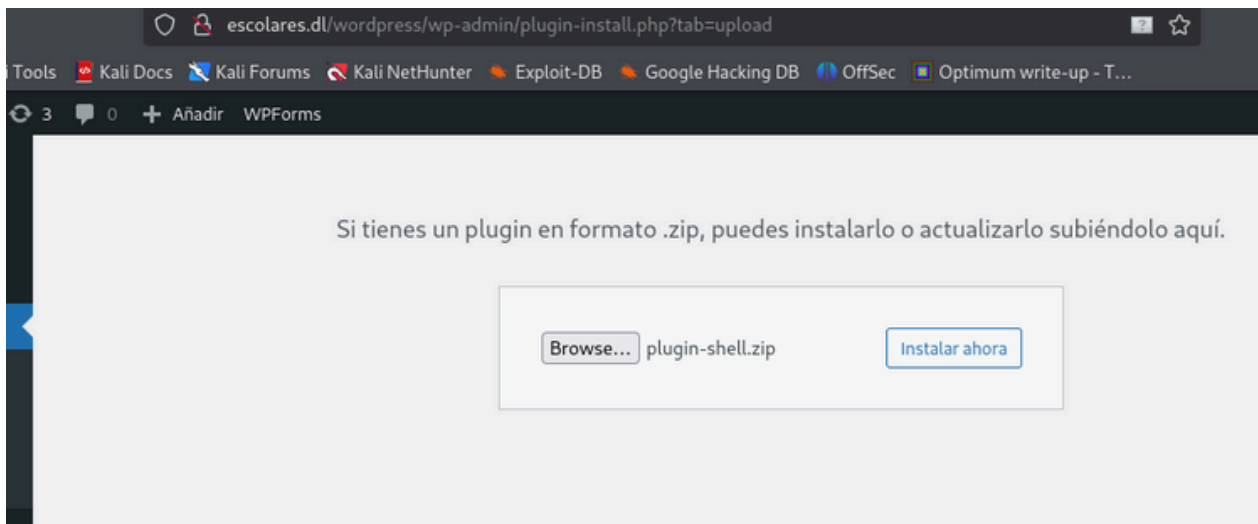 escolares.dl/wordpress/wp-admin/plugin-install.php?tab=upload
i Tools Kali Docs Kali Forums Kali NetHunter Exploit-DB Google Hacking DB OffSec Optimum write-up - T…
3 0 + Añadir WPForms
Si tienes un plugin en formato .zip, puedes instalarlo o actualizarlo subiéndolo aquí.
Browse... plugin-shell.zip Instalar ahora